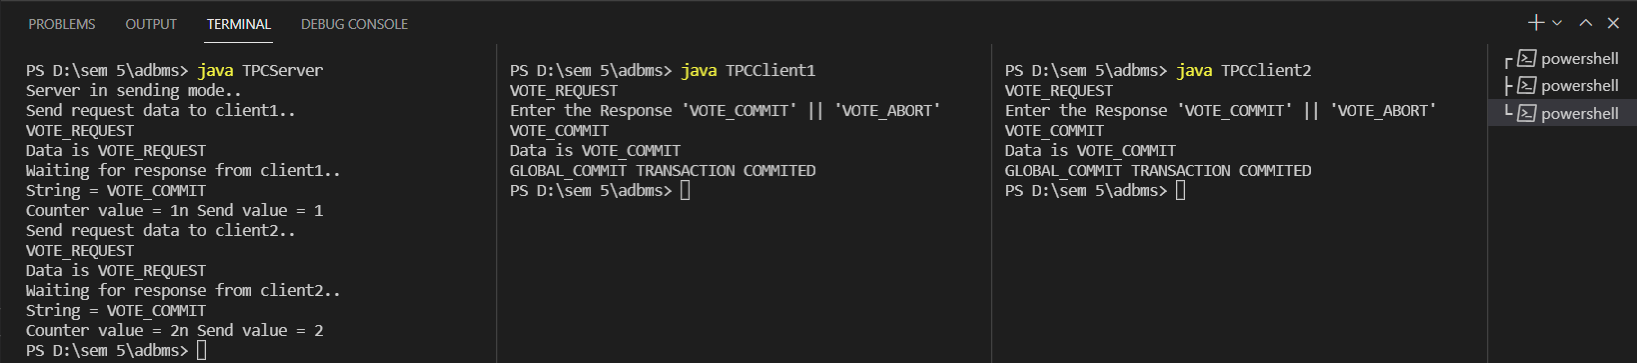 PROBLEMS OUTPUT TERMINAL DEBUG CONSOLE
PS D:\sem 5\adbms> java TPCServer
Server in sending mode..
Send request data to client1..
VOTE_REQUEST
Data is VOTE_REQUEST
Waiting for response from client1..
String = VOTE_COMMIT
Counter value = 1n Send value = 1
Send request data to client2..
VOTE_REQUEST
Data is VOTE_REQUEST
Waiting for response from client2..
String = VOTE_COMMIT
Counter value = 2n Send value = 2
PS D:\sem 5\adbms>
PS D:\sem 5\adbms> java TPCClient1
VOTE_REQUEST
Enter the Response 'VOTE_COMMIT' || 'VOTE_ABORT'
VOTE_COMMIT
Data is VOTE_COMMIT
GLOBAL_COMMIT TRANSACTION COMMITED
PS D:\sem 5\adbms>
PS D:\sem 5\adbms> java TPCClient2
VOTE_REQUEST
Enter the Response 'VOTE_COMMIT' || 'VOTE_ABORT'
VOTE_COMMIT
Data is VOTE_COMMIT
GLOBAL_COMMIT TRANSACTION COMMITED
PS D:\sem 5\adbms>
powershell
powershell
powershell